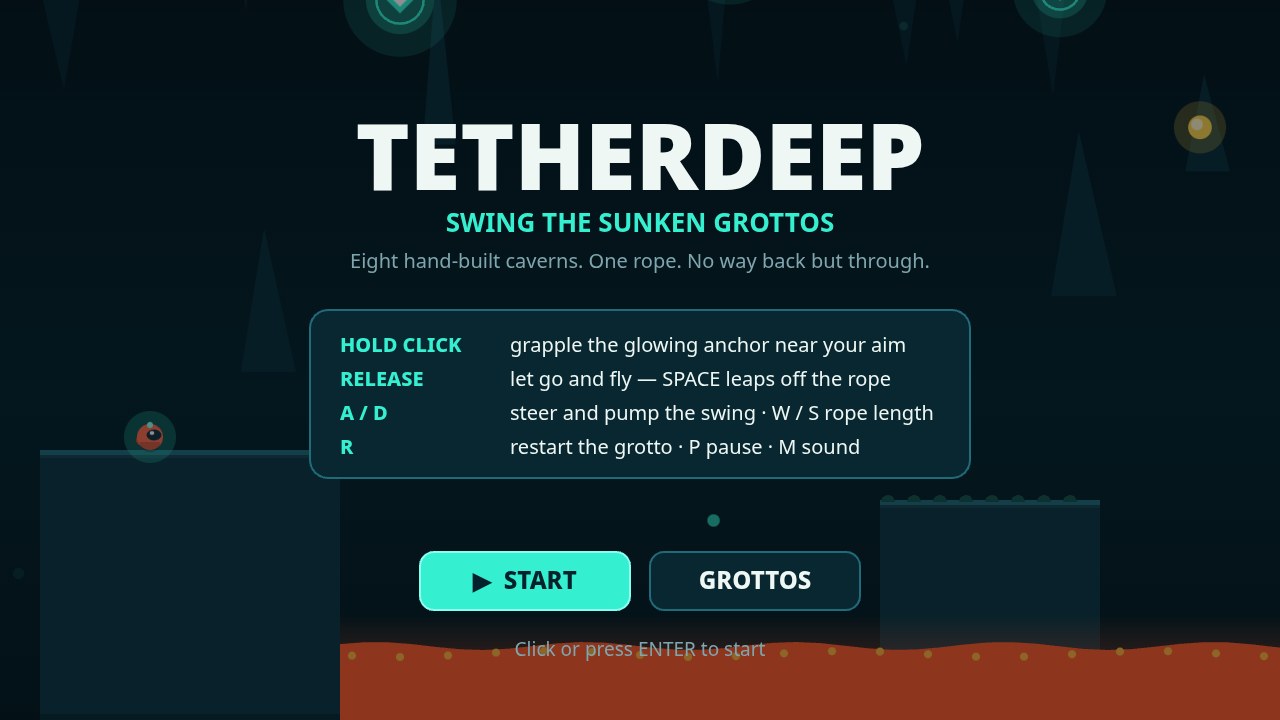 TETHERDEEP
SWING THE SUNKEN GROTTOS
Eight hand-built caverns. One rope. No way back but through.
HOLD CLICK grapple the glowing anchor near your aim
RELEASE let go and fly — SPACE leaps off the rope
A / D steer and pump the swing · W / S rope length
R restart the grotto · P pause · M sound
▶ START GROTTOS
Click or press ENTER to start